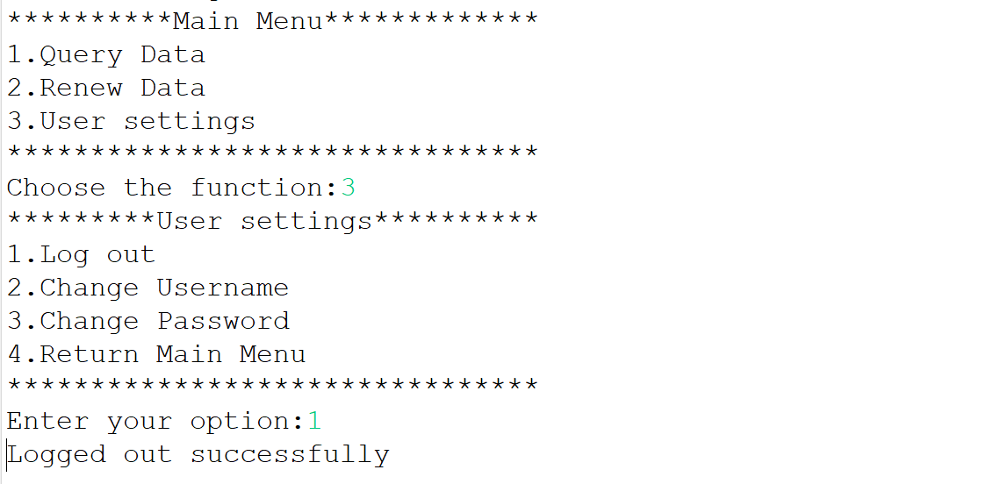 **********Main Menu*************
1.Query Data
2.Renew Data
3.User settings
********************************
Choose the function:3
*********User settings**********
1.Log out
2.Change Username
3.Change Password
4.Return Main Menu
********************************
Enter your option:1
Logged out successfully